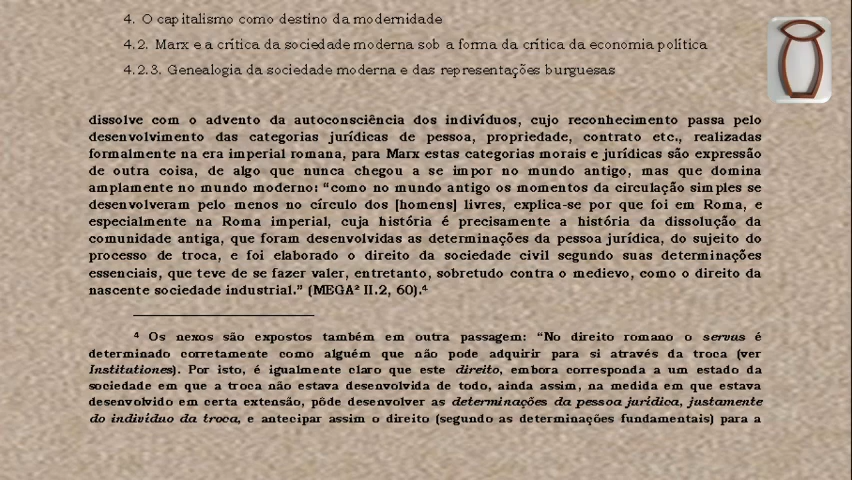 4. O capitalismo como destino da modernidade
4.2. Marx e a crítica da sociedade moderna sob a forma da crítica da economia política
4.2.3. Genealogia da sociedade moderna e das representações burguesas
dissolve com o advento da autoconsciência dos indivíduos, cujo reconhecimento passa pelo
desenvolvimento das categorias jurídicas de pessoa, propriedade, contrato etc., realizadas
formalmente na era imperial romana, para Marx estas categorias morais e jurídicas são expressão
de outra coisa, de algo que nunca chegou a se impor no mundo antigo, mas que domina
amplamente no mundo moderno: “como no mundo antigo os momentos da circulação simples se
desenvolveram pelo menos no círculo dos [homens] livres, explica-se por que foi em Roma, e
especialmente na Roma imperial, cuja história é precisamente a história da dissolução da
comunidade antiga, que foram desenvolvidas as determinações da pessoa jurídica, do sujeito do
processo de troca, e foi elaborado o direito da sociedade civil segundo suas determinações
essenciais, que teve de se fazer valer, entretanto, sobretudo contra o medievo, como o direito da
nascente sociedade industrial.” (MEGA² II.2, 60).⁴
⁴ Os nexos são expostos também em outra passagem: “No direito romano o servus é
determinado corretamente como alguém que não pode adquirir para si através da troca (ver
Institutiones). Por isto, é igualmente claro que este direito, embora corresponda a um estado da
sociedade em que a troca não estava desenvolvida de todo, ainda assim, na medida em que estava
desenvolvido em certa extensão, pôde desenvolver as determinações da pessoa jurídica, justamente
do indivíduo da troca, e antecipar assim o direito (segundo as determinações fundamentais) para a